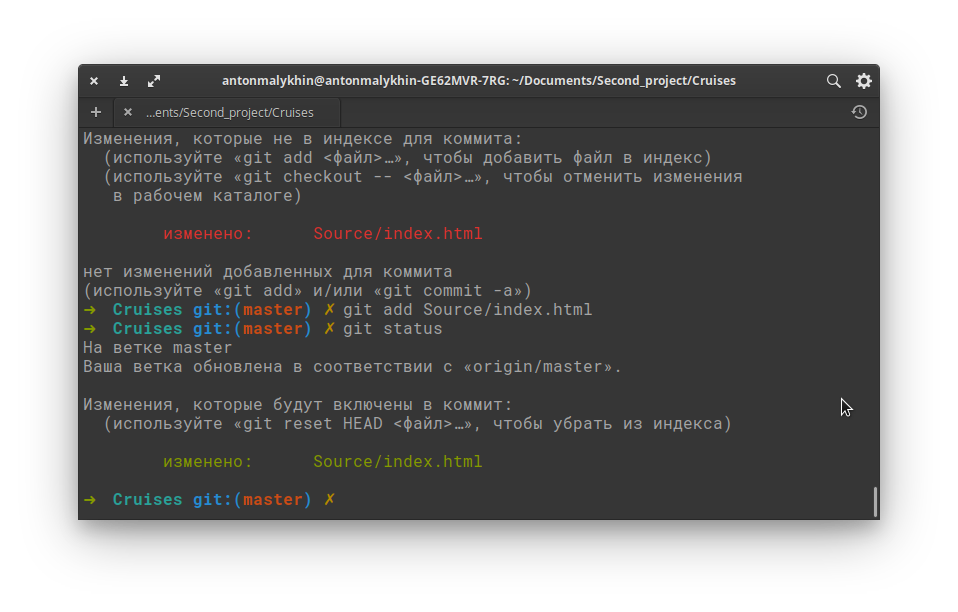 antonmalykhin@antonmalykhin-GE62MVR-7RG: ~/Documents/Second_project/Cruises
...ents/Second_project/Cruises
Изменения, которые не в индексе для коммита:
  (используйте «git add <файл>…», чтобы добавить файл в индекс)
  (используйте «git checkout -- <файл>…», чтобы отменить изменения
   в рабочем каталоге)
        изменено:      Source/index.html
нет изменений добавленных для коммита
(используйте «git add» и/или «git commit -a»)
➜  Cruises git:(master) ✗ git add Source/index.html
➜  Cruises git:(master) ✗ git status
На ветке master
Ваша ветка обновлена в соответствии с «origin/master».
Изменения, которые будут включены в коммит:
  (используйте «git reset HEAD <файл>…», чтобы убрать из индекса)
        изменено:      Source/index.html
➜  Cruises git:(master) ✗